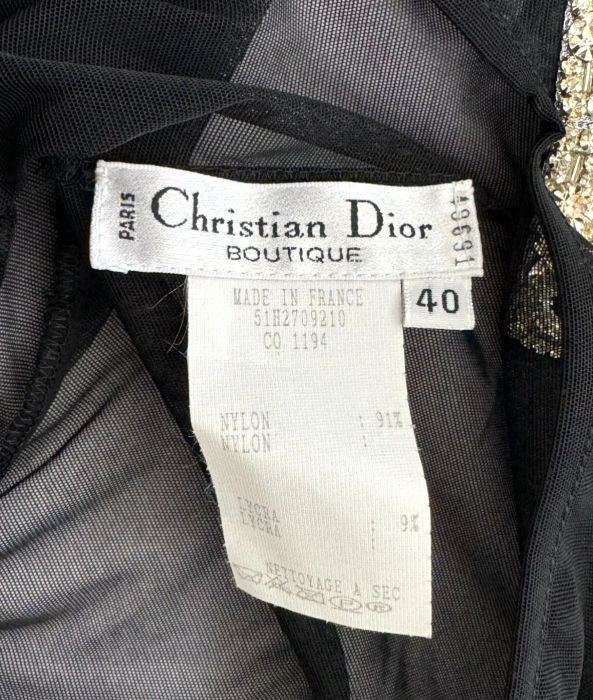 PARIS
Christian Dior
BOUTIQUE
40
MADE IN FRANCE
51H2709210
CO 1194
NYLON : 91%
NYLON :
LYCRA
LYCRA : 9%
:
NETTOYAGE A SEC